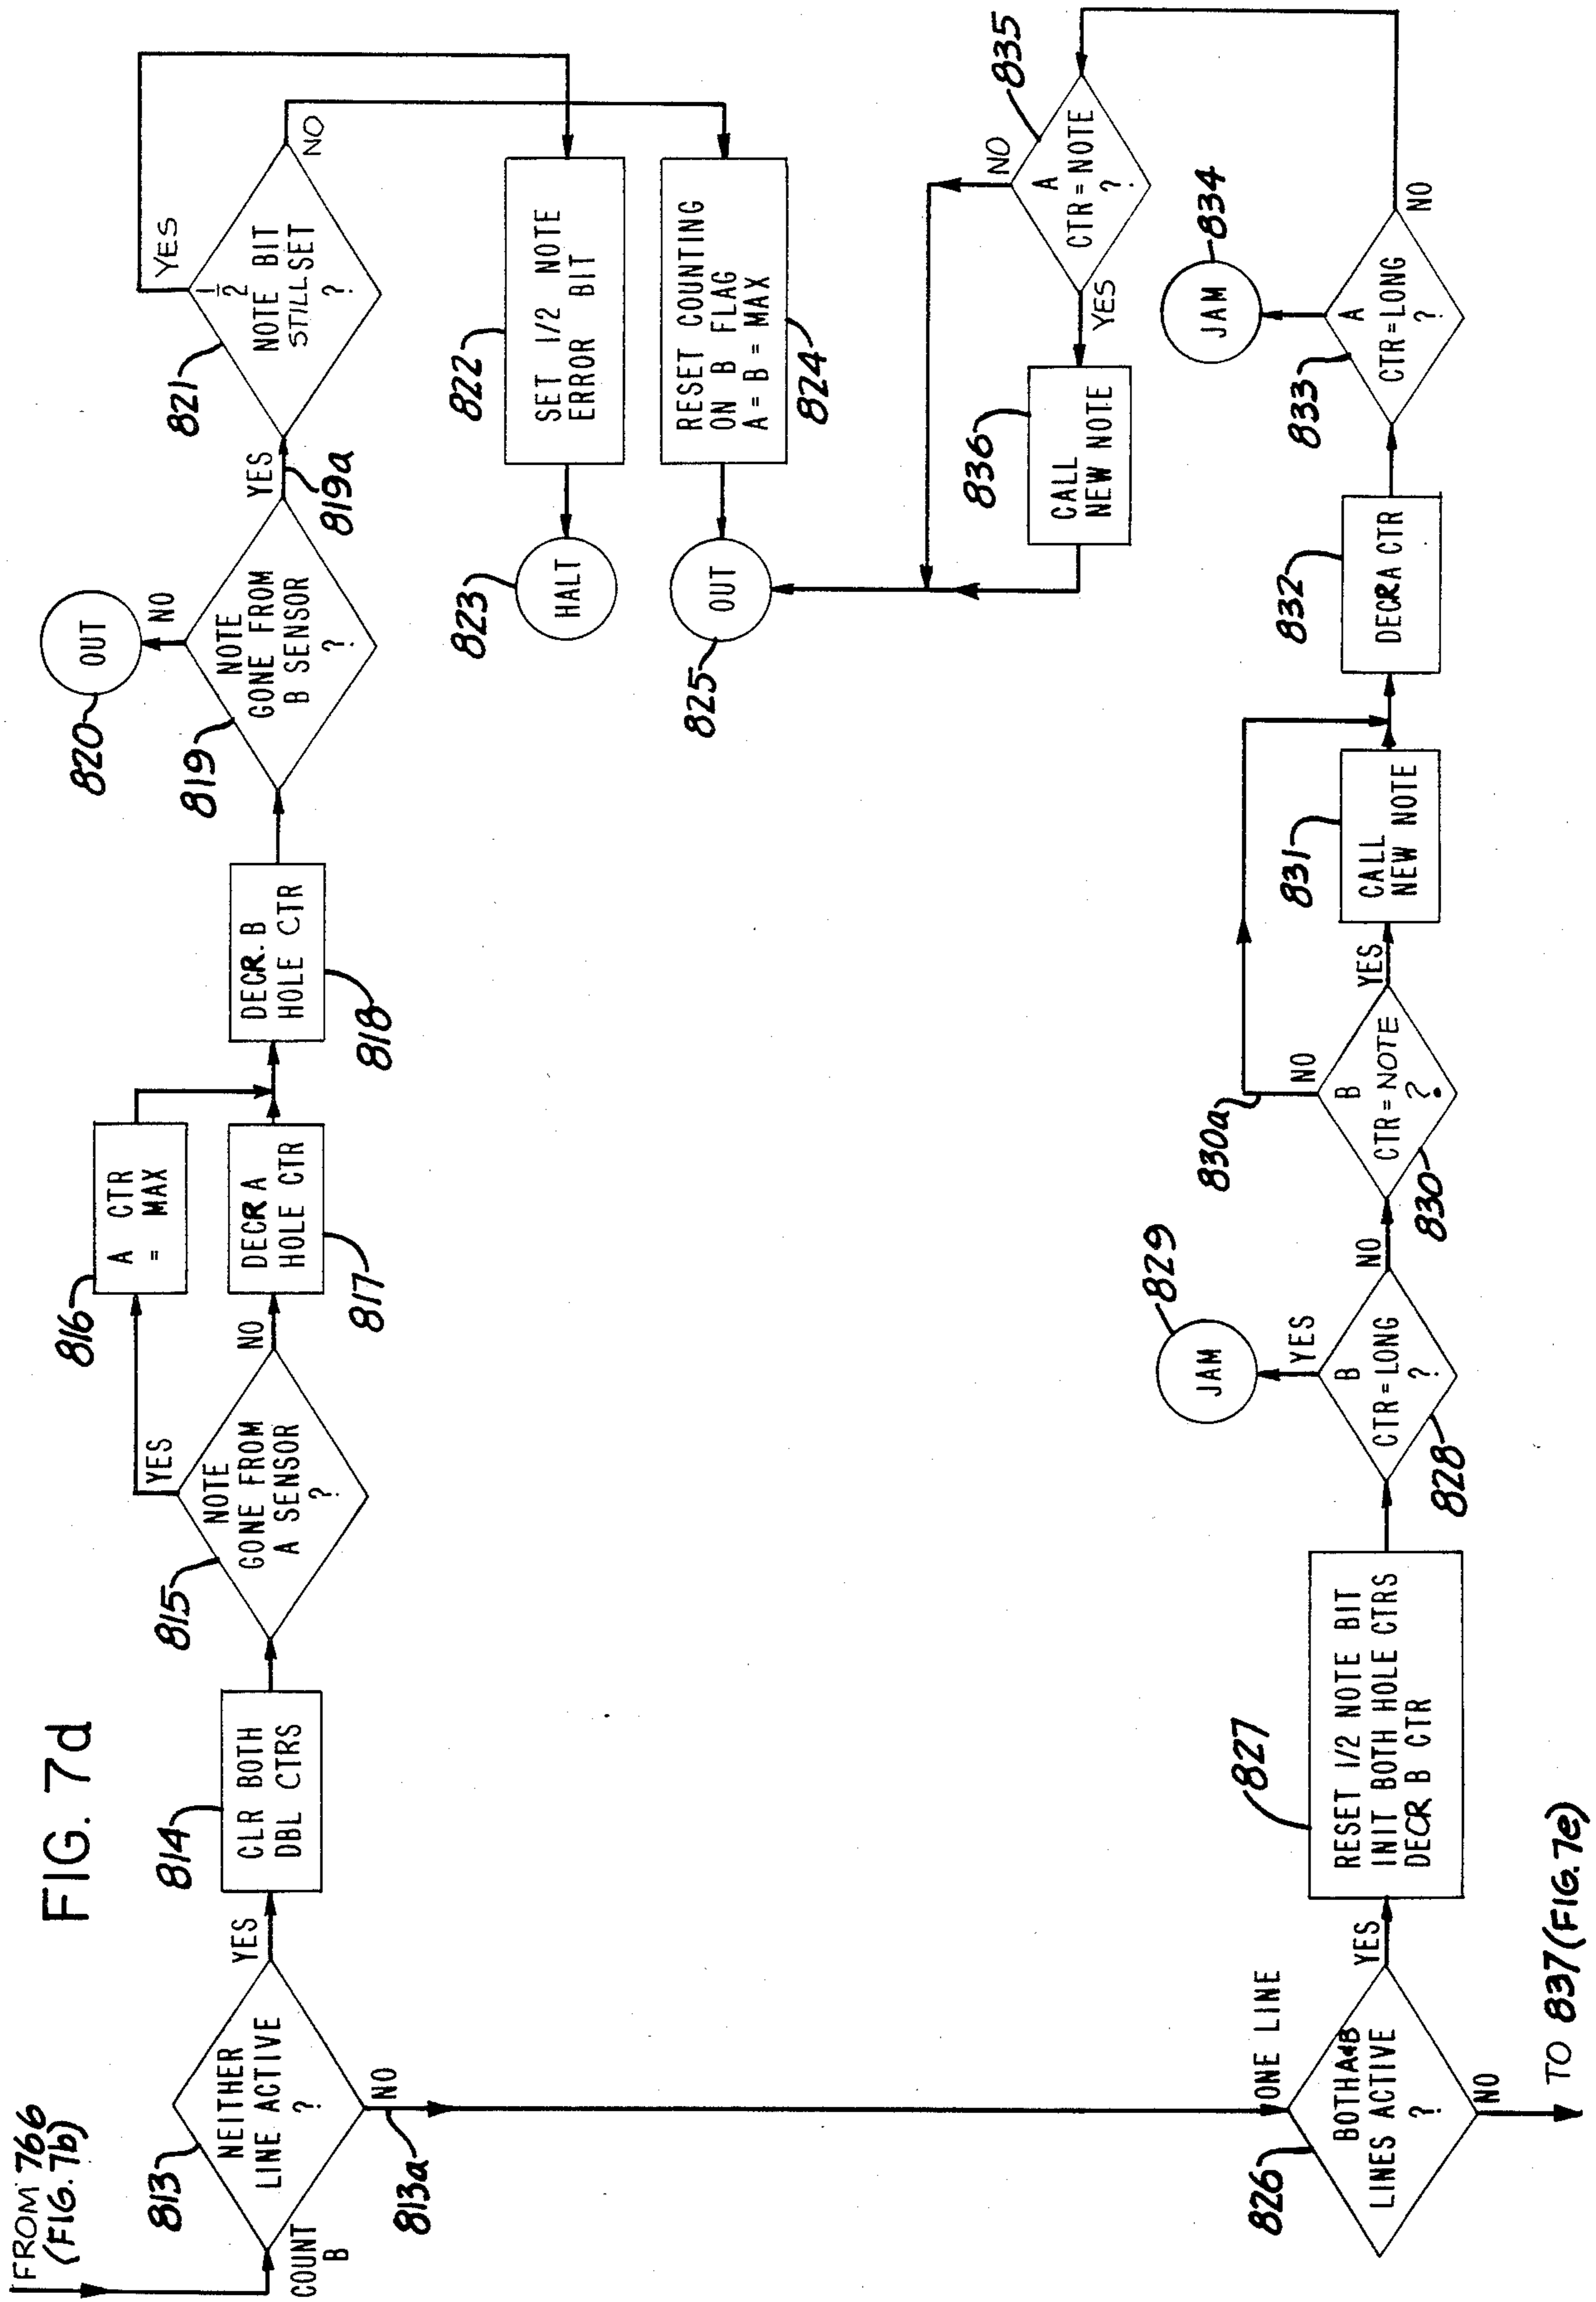 FIG. 7d
FROM 766
(FIG. 7b)
COUNT
B
813
NEITHER
LINE ACTIVE
?
YES
NO
813a
814
CLR BOTH
DBL CTRS
815
NOTE
GONE FROM
A SENSOR
?
YES
NO
816
A CTR
= MAX
817
DECR A
HOLE CTR
818
DECR. B
HOLE CTR
819
NOTE
GONE FROM
B SENSOR
?
NO
820
OUT
YES
819a
821
1/2
NOTE BIT
STILL SET
?
YES
NO
822
SET 1/2 NOTE
ERROR BIT
823
HALT
824
RESET COUNTING
ON B FLAG
A = B = MAX
825
OUT
ONE LINE
826
BOTH A&B
LINES ACTIVE
?
YES
NO
TO 837 (FIG. 7e)
827
RESET 1/2 NOTE BIT
INIT BOTH HOLE CTRS
DECR B CTR
828
B
CTR = LONG
?
YES
829
JAM
NO
830
B
CTR = NOTE
?
NO
830a
YES
831
CALL
NEW NOTE
832
DECRA CTR
833
A
CTR = LONG
?
834
JAM
NO
835
A
CTR = NOTE
?
NO
YES
836
CALL
NEW NOTE